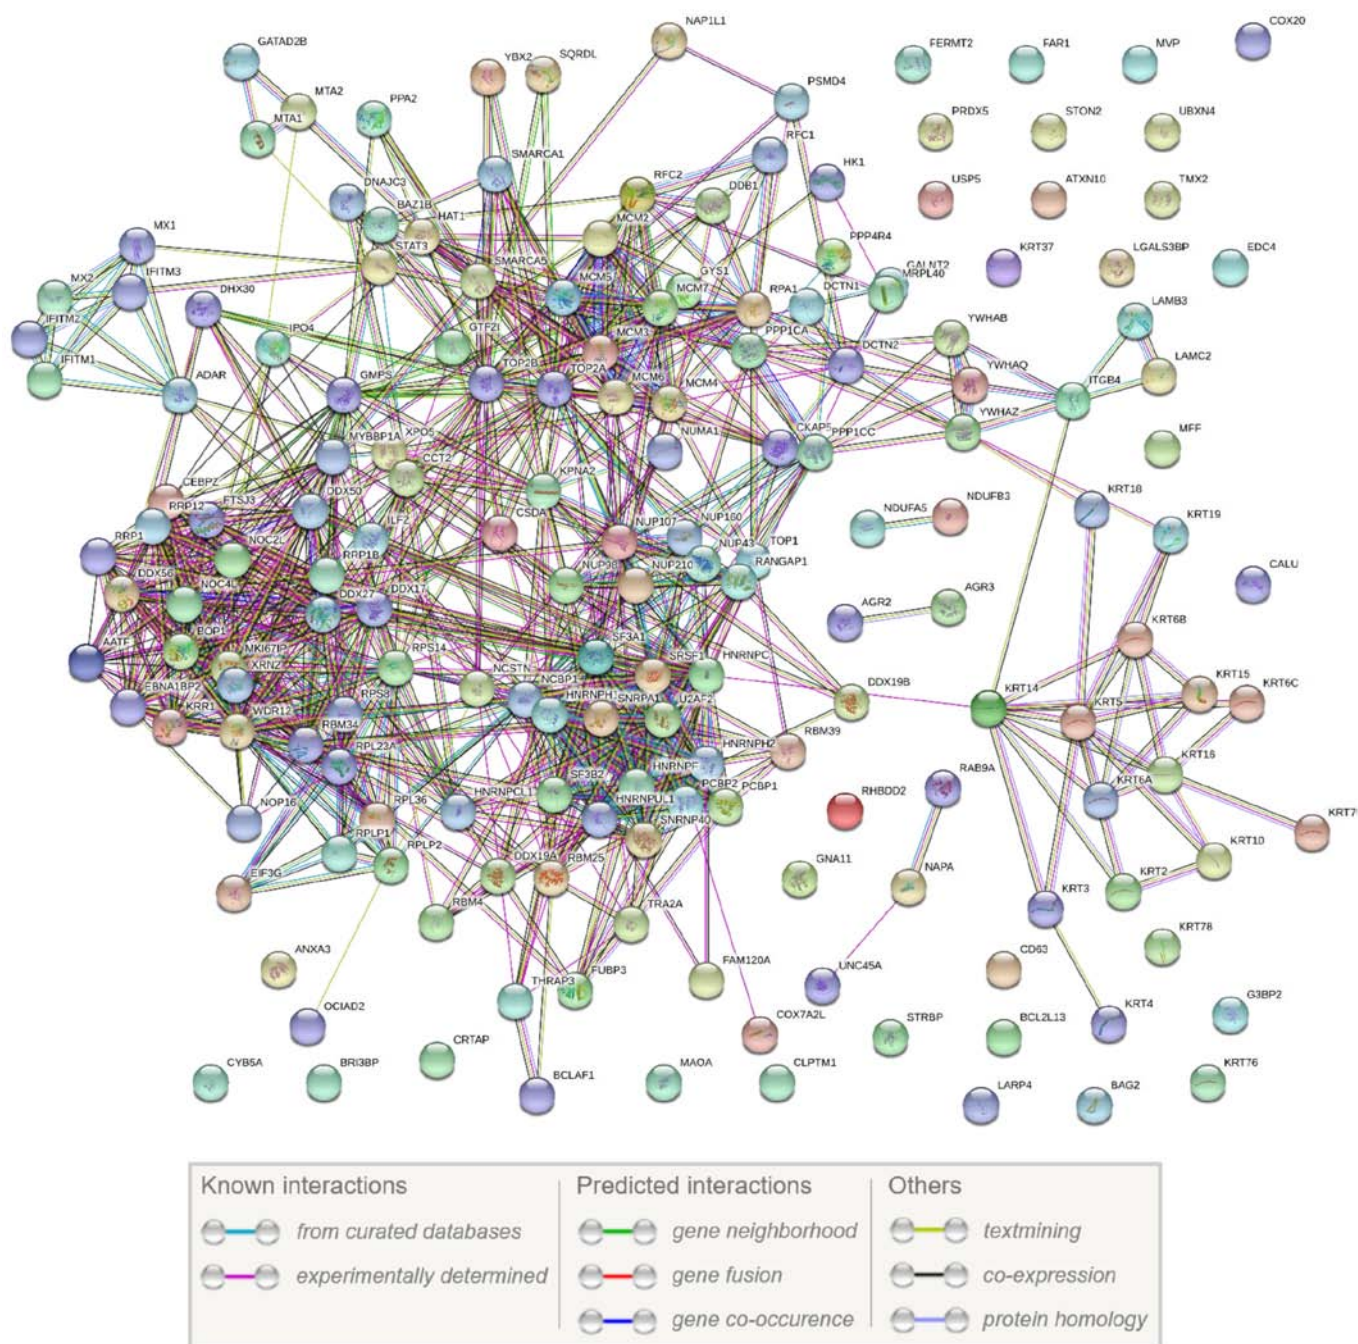 COX20
NAP1L1
GATAD2B
YBX2
SQRDL
FERMT2
FAR1
MVP
MTA2
PPA2
PSMD4
MTA1
PRDX5
STON2
UBXN4
RFC1
SMARCA1
HK1
DNAJC3
RFC2
DDB1
USP5
ATXN10
TMX2
BAZ1B
HAT1
MCM2
MX1
STAT3
PPP4R4
SMARCA5
KRT37
LGALS3BP
EDC4
MX2
IFITM3
GYS1
GALNT2
MCM5
MCM7
MRPL40
DHX30
RPA1
DCTN1
LAMB3
IFITM2
IPO4
GTF2I
MCM3
PPP1CA
YWHAB
IFITM1
TOP2B
DCTN2
LAMC2
ADAR
GMPS
TOP2A
MCM6
MCM4
YWHAQ
ITGB4
MYBBP1A
XPO5
NUMA1
CKAP5
PPP1CC
YWHAZ
MFF
CCT2
CEBPZ
KPNA2
DDX50
FTSJ3
KRT18
NDUFB3
RRP12
CSDA
NDUFA5
KRT19
ILF2
NUP107
NUP160
TOP1
RRP1
NOC2L
RRP1B
NUP43
RANGAP1
NUP98
NUP210
CALU
DDX56
NOC4L
DDX27
DDX17
AGR2
AGR3
BOP1
KRT6B
AATF
MKI67IP
RPS14
SF3A1
SRSF1
HNRNPC
XRN2
NCSTN
DDX19B
KRT14
KRT15
KRT6C
EBNA1BP2
RPS8
NCBP1
HNRNPH1
SNRPA1
U2AF2
KRT5
KRR1
WDR12
RBM34
RBM39
RPL23A
HNRNPH2
KRT16
SF3B2
HNRNPF
RAB9A
KRT6A
NOP16
HNRNPCL1
PCBP2
PCBP1
RHBDD2
RPL36
HNRNPUL1
KRT7
SNRNP40
RPLP1
RPLP2
KRT10
EIF3G
DDX19A
RBM25
GNA11
NAPA
KRT2
KRT3
RBM4
TRA2A
KRT78
ANXA3
CD63
FAM120A
UNC45A
THRAP3
FUBP3
OCIAD2
COX7A2L
KRT4
G3BP2
CRTAP
STRBP
BCL2L13
CYB5A
BRI3BP
MAOA
CLPTM1
KRT76
BCLAF1
LARP4
BAG2
Known interactions
Predicted interactions
Others
from curated databases
gene neighborhood
textmining
experimentally determined
gene fusion
co-expression
gene co-occurence
protein homology